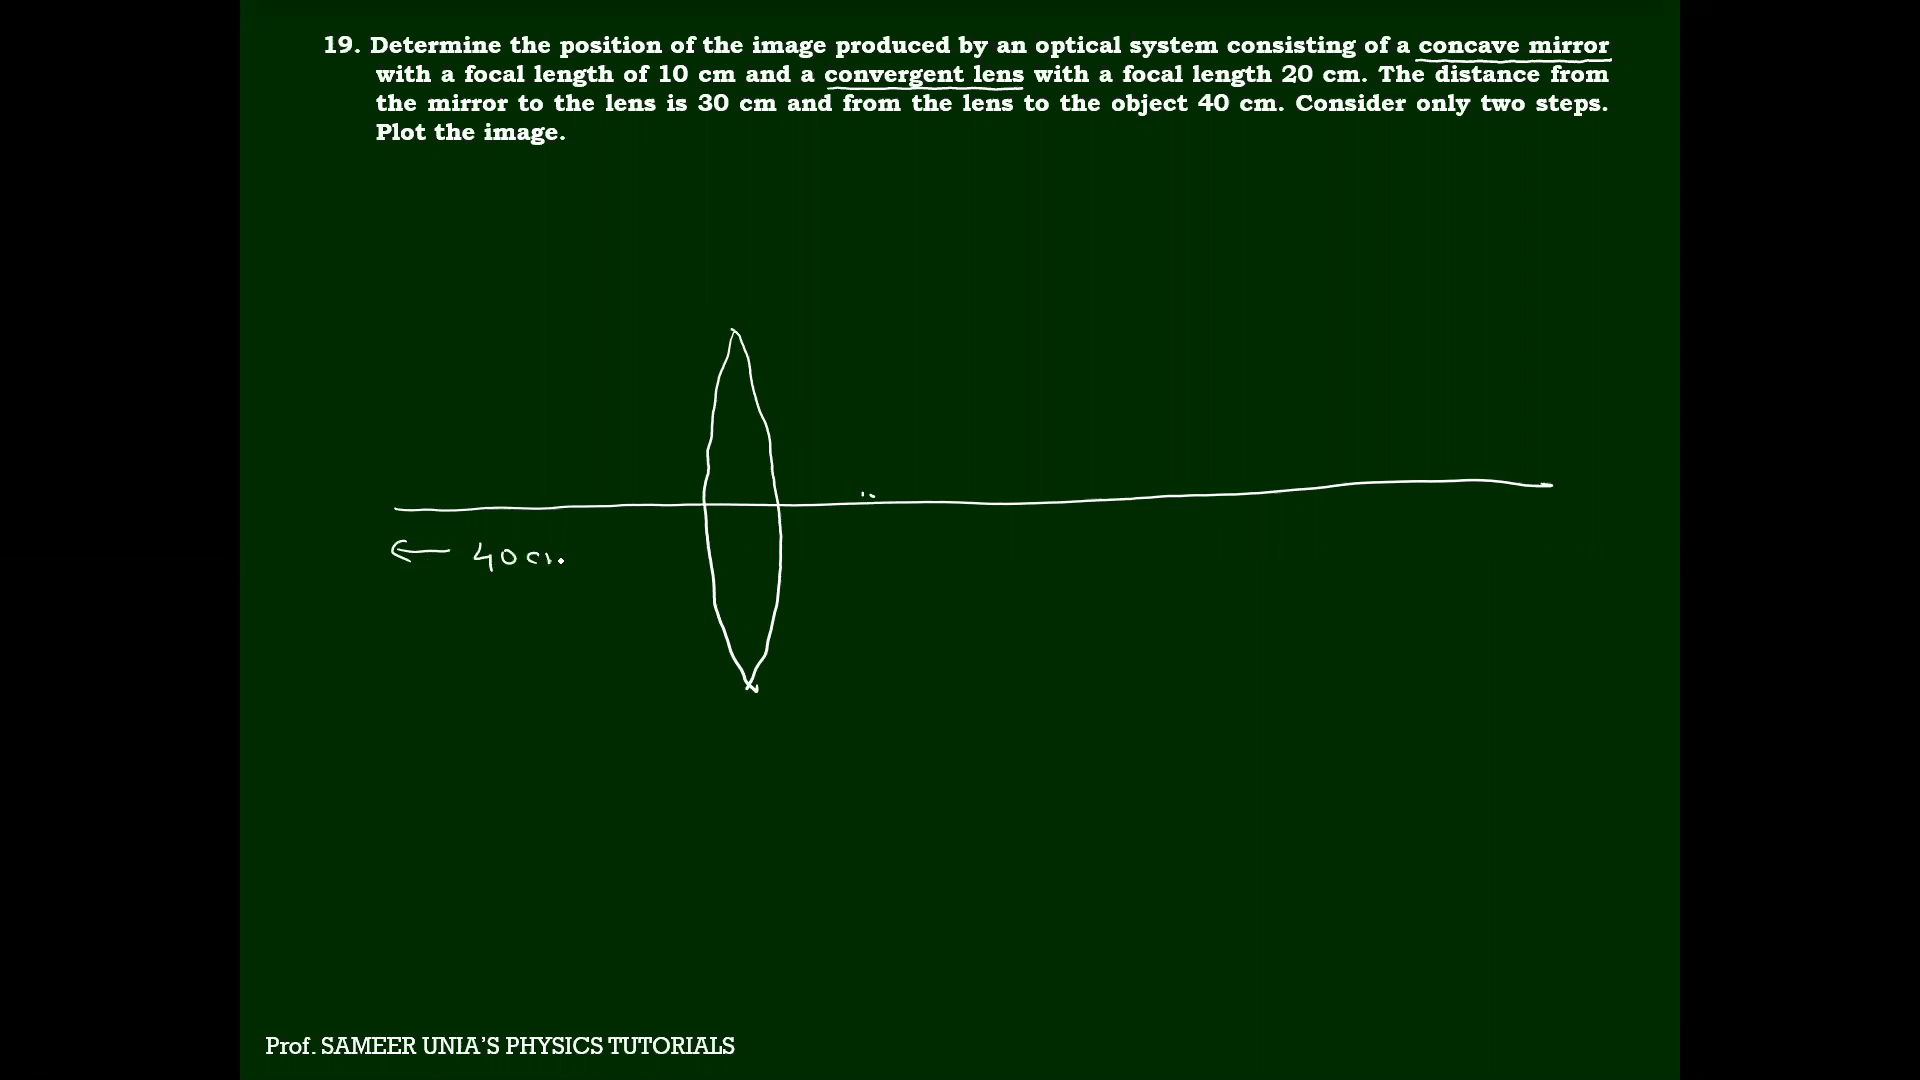 19. Determine the position of the image produced by an optical system consisting of a concave mirror
with a focal length of 10 cm and a convergent lens with a focal length 20 cm. The distance from
the mirror to the lens is 30 cm and from the lens to the object 40 cm. Consider only two steps.
Plot the image.
← 40
Prof. SAMEER UNIA’S PHYSICS TUTORIALS